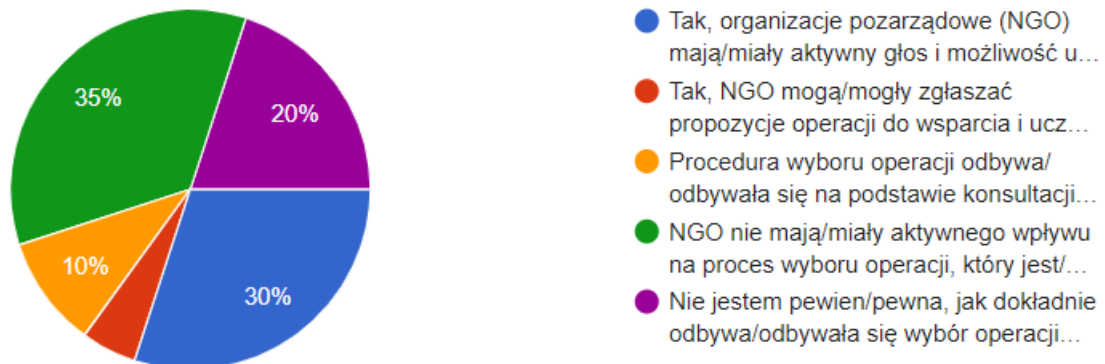 35%
20%
10%
30%
Tak, organizacje pozarządowe (NGO)
mają/miały aktywny głos i możliwość u...
Tak, NGO mogą/mogły zgłaszać
propozycje operacji do wsparcia i ucz...
Procedura wyboru operacji odbywa/
odbywała się na podstawie konsultacji...
NGO nie mają/miały aktywnego wpływu
na proces wyboru operacji, który jest/...
Nie jestem pewien/pewna, jak dokładnie
odbywa/odbywała się wybór operacji...